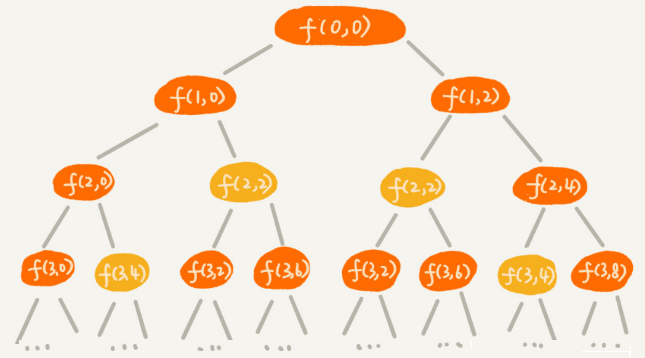 f(0,0)
f(1,0) f(1,2)
f(2,0) f(2,2) f(2,2) f(2,4)
f(3,0) f(3,4) f(3,2) f(3,6) f(3,2) f(3,6) f(3,4) f(3,8)
... ... ... ... ... ... ... ...